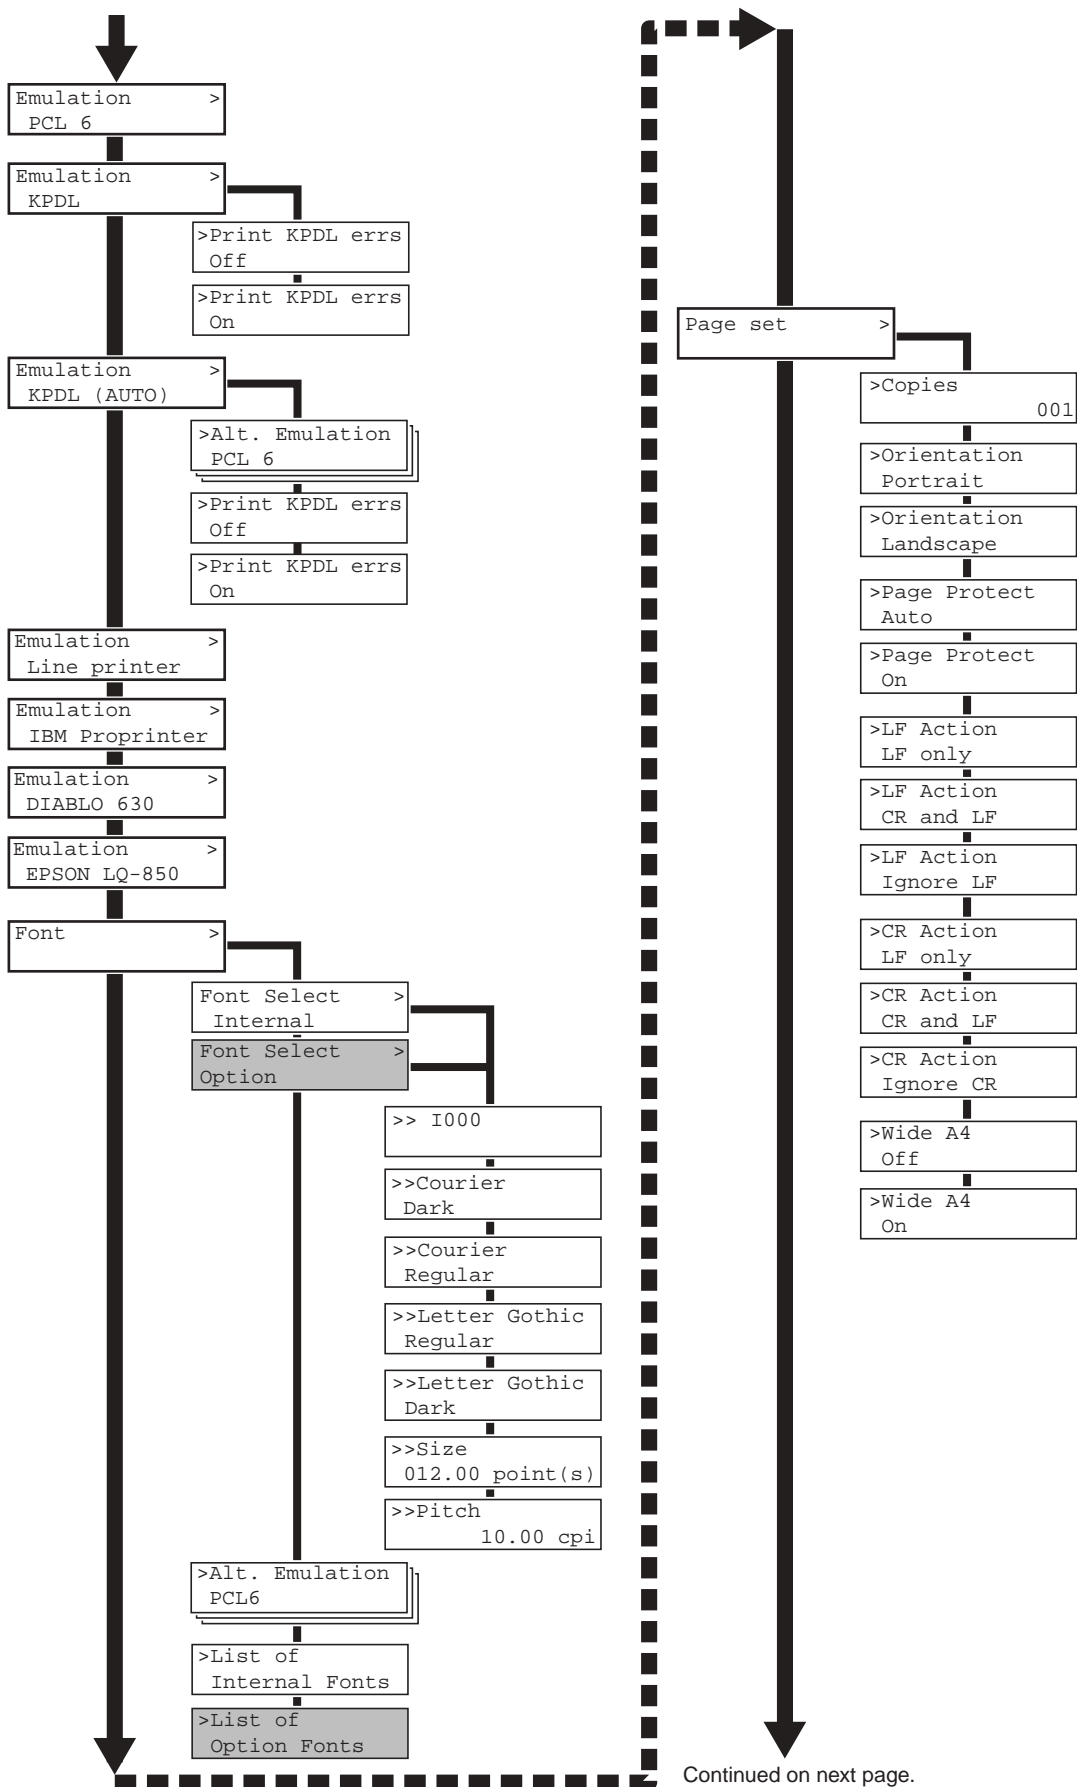 Emulation >
PCL 6
Emulation >
KPDL
>Print KPDL errs
Off
>Print KPDL errs
On
Emulation >
KPDL (AUTO)
>Alt. Emulation
PCL 6
>Print KPDL errs
Off
>Print KPDL errs
On
Emulation >
Line printer
Emulation >
IBM Proprinter
Emulation >
DIABLO 630
Emulation >
EPSON LQ-850
Font >
Font Select >
Internal
Font Select >
Option
>> I000
>>Courier
Dark
>>Courier
Regular
>>Letter Gothic
Regular
>>Letter Gothic
Dark
>>Size
012.00 point(s)
>>Pitch
10.00 cpi
>Alt. Emulation
PCL6
>List of
Internal Fonts
>List of
Option Fonts
Page set >
>Copies
001
>Orientation
Portrait
>Orientation
Landscape
>Page Protect
Auto
>Page Protect
On
>LF Action
LF only
>LF Action
CR and LF
>LF Action
Ignore LF
>CR Action
LF only
>CR Action
CR and LF
>CR Action
Ignore CR
>Wide A4
Off
>Wide A4
On
Continued on next page.